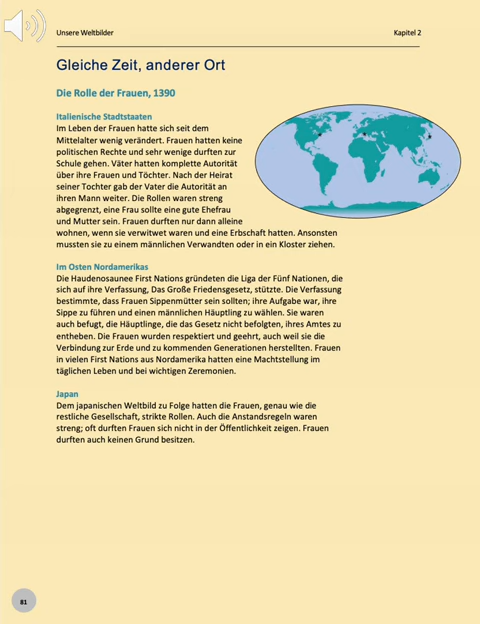 Unsere Weltbilder
Kapitel 2
Gleiche Zeit, anderer Ort
Die Rolle der Frauen, 1390
Italienische Stadtstaaten
Im Leben der Frauen hatte sich seit dem
Mittelalter wenig verändert. Frauen hatten keine
politischen Rechte und sehr wenige durften zur
Schule gehen. Väter hatten komplette Autorität
über ihre Frauen und Töchter. Nach der Heirat
seiner Tochter gab der Vater die Autorität an
ihren Mann weiter. Die Rollen waren streng
abgegrenzt, eine Frau sollte eine gute Ehefrau
und Mutter sein. Frauen durften nur dann alleine
wohnen, wenn sie verwitwet waren und eine Erbschaft hatten. Ansonsten
mussten sie zu einem männlichen Verwandten oder in ein Kloster ziehen.
Im Osten Nordamerikas
Die Haudenosaunee First Nations gründeten die Liga der Fünf Nationen, die
sich auf ihre Verfassung, Das Große Friedensgesetz, stützte. Die Verfassung
bestimmte, dass Frauen Sippenmütter sein sollten; ihre Aufgabe war, ihre
Sippe zu führen und einen männlichen Häuptling zu wählen. Sie waren
auch befugt, die Häuptlinge, die das Gesetz nicht befolgten, ihres Amtes zu
entheben. Die Frauen wurden respektiert und geehrt, auch weil sie die
Verbindung zur Erde und zu kommenden Generationen herstellten. Frauen
in vielen First Nations aus Nordamerika hatten eine Machtstellung im
täglichen Leben und bei wichtigen Zeremonien.
Japan
Dem japanischen Weltbild zu Folge hatten die Frauen, genau wie die
restliche Gesellschaft, strikte Rollen. Auch die Anstandsregeln waren
streng; oft durften Frauen sich nicht in der Öffentlichkeit zeigen. Frauen
durften auch keinen Grund besitzen.
81